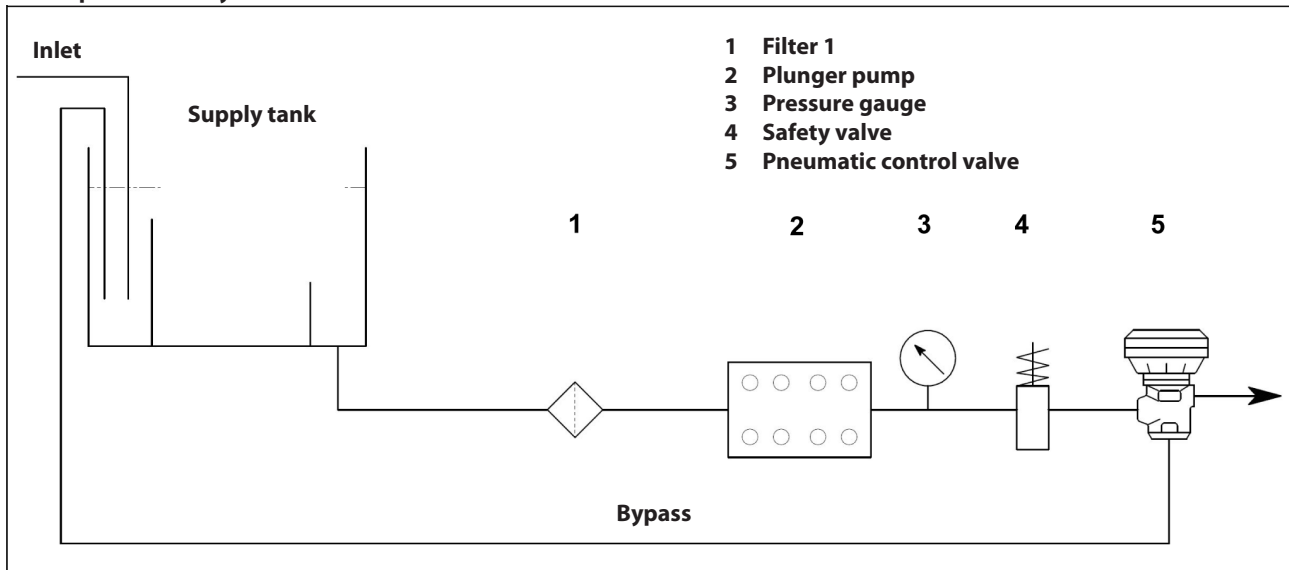 Inlet
Supply tank
1 Filter 1
2 Plunger pump
3 Pressure gauge
4 Safety valve
5 Pneumatic control valve
1 2 3 4 5
Bypass